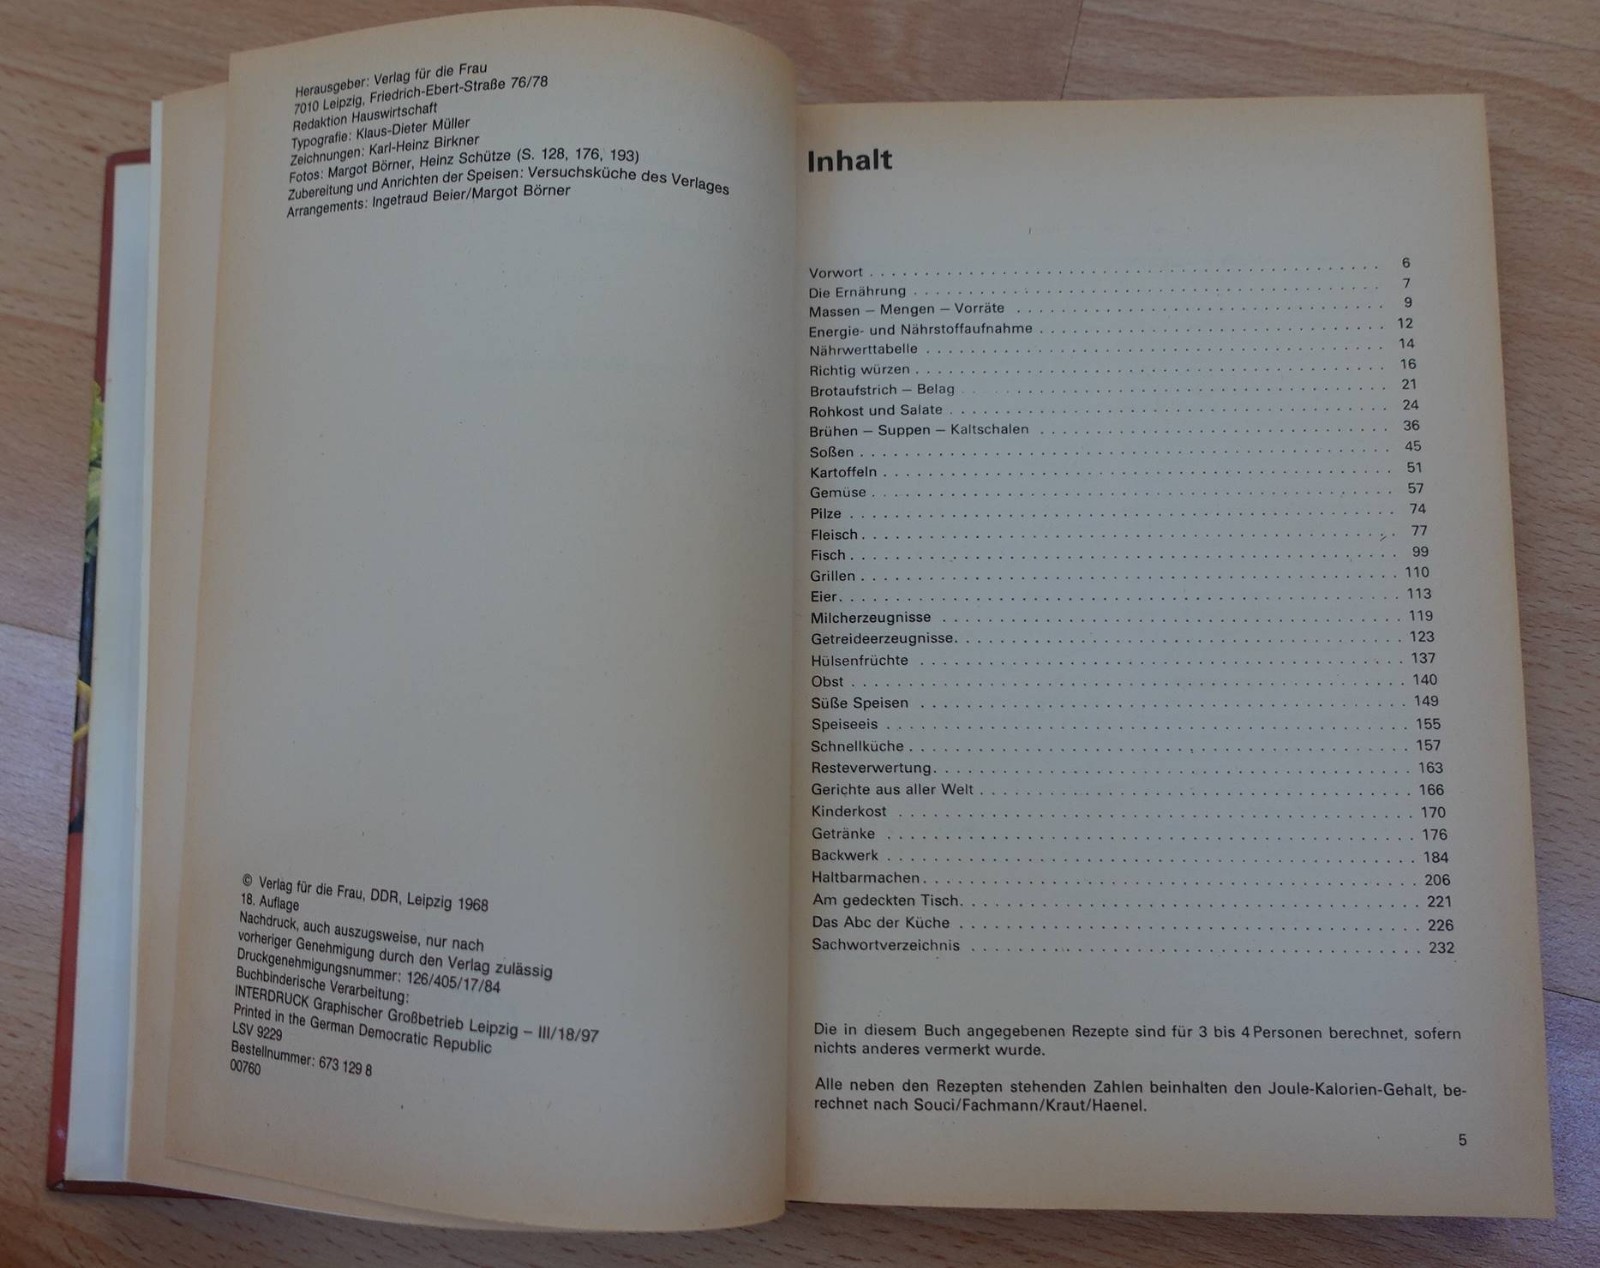 Herausgeber: Verlag für die Frau
7010 Leipzig, Friedrich-Ebert-Straße 76/78
Redaktion Hauswirtschaft
Typografie: Klaus-Dieter Müller
Zeichnungen: Karl-Heinz Birkner
Fotos: Margot Börner, Heinz Schütze (S. 128, 176, 193)
Zubereitung und Anrichten der Speisen: Versuchsküche des Verlages
Arrangements: Ingetraud Beier/Margot Börner
© Verlag für die Frau, DDR, Leipzig 1968
18. Auflage
Nachdruck, auch auszugsweise, nur nach
vorheriger Genehmigung durch den Verlag zulässig
Druckgenehmigungsnummer: 126/405/17/84
Buchbinderische Verarbeitung:
INTERDRUCK Graphischer Großbetrieb Leipzig – III/18/97
Printed in the German Democratic Republic
LSV 9229
Bestellnummer: 673 129 8
00760
Inhalt
Vorwort 6
Die Ernährung 7
Massen – Mengen – Vorräte 9
Energie- und Nährstoffaufnahme 12
Nährwerttabelle 14
Richtig würzen 16
Brotaufstrich – Belag 21
Rohkost und Salate 24
Brühen – Suppen – Kaltschalen 36
Soßen 45
Kartoffeln 51
Gemüse 57
Pilze 74
Fleisch 77
Fisch 99
Grillen 110
Eier 113
Milcherzeugnisse 119
Getreideerzeugnisse 123
Hülsenfrüchte 137
Obst 140
Süße Speisen 149
Speiseeis 155
Schnellküche 157
Resteverwertung 163
Gerichte aus aller Welt 166
Kinderkost 170
Getränke 176
Backwerk 184
Haltbarmachen 206
Am gedeckten Tisch 221
Das Abc der Küche 226
Sachwortverzeichnis 232
Die in diesem Buch angegebenen Rezepte sind für 3 bis 4 Personen berechnet, sofern
nichts anderes vermerkt wurde.
Alle neben den Rezepten stehenden Zahlen beinhalten den Joule-Kalorien-Gehalt, be-
rechnet nach Souci/Fachmann/Kraut/Haenel.
5